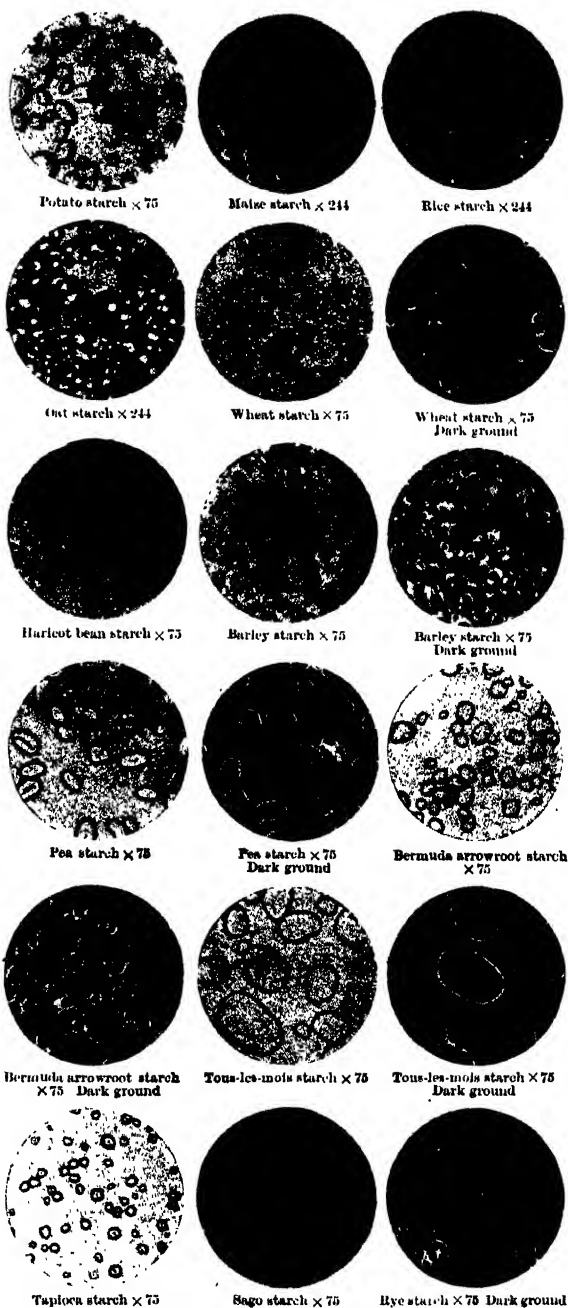 Potato starch × 75
Maize starch × 244
Rice starch × 244
Oat starch × 244
Wheat starch × 75
Wheat starch × 75
Dark ground
Haricot bean starch × 75
Barley starch × 75
Barley starch × 75
Dark ground
Pea starch × 75
Pea starch × 75
Dark ground
Bermuda arrowroot starch
× 75
Bermuda arrowroot starch
× 75 Dark ground
Tous-les-mois starch × 75
Tous-les-mois starch × 75
Dark ground
Tapioca starch × 75
Sago starch × 75
Rye starch × 75 Dark ground